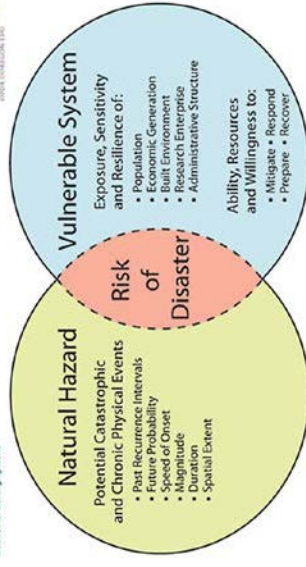 Natural Hazard
Potential Catastrophic
and Chronic Physical Events
• Past Recurrence Intervals
• Future Probability
• Speed of Onset
• Magnitude
• Duration
• Spatial Extent
Risk
of
Disaster
Vulnerable System
Exposure, Sensitivity
and Resilience of:
• Population
• Economic Generation
• Built Environment
• Research Enterprise
• Administrative Structure
Ability, Resources
and Willingness to:
• Mitigate • Respond
• Prepare • Recover